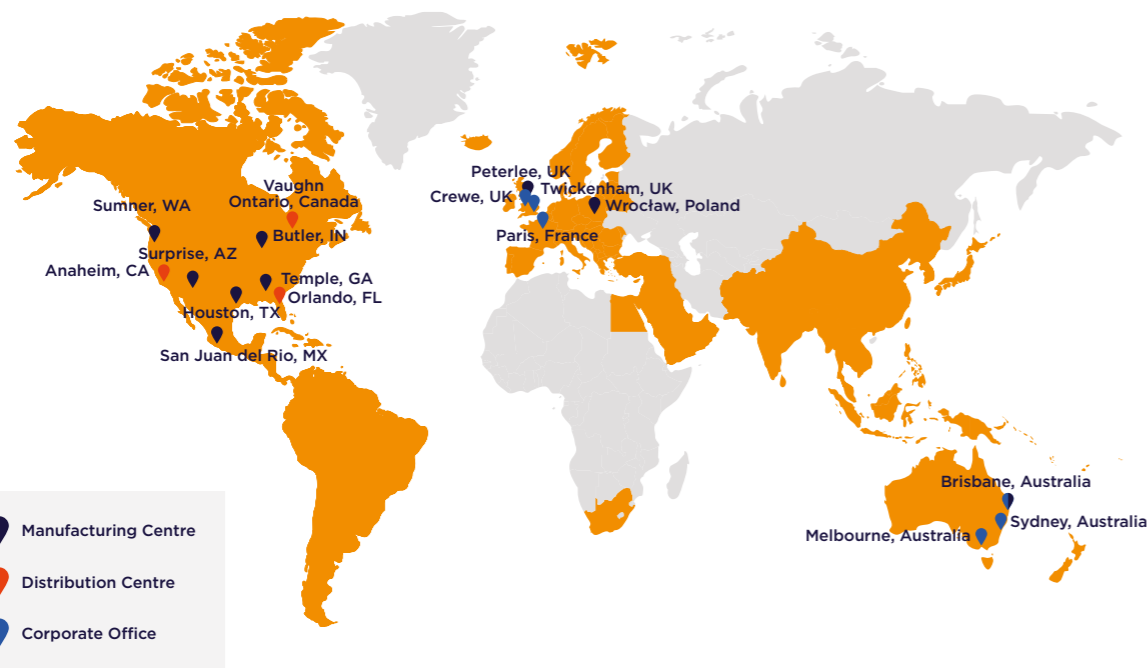 Peterlee, UK
Crewe, UK
Twickenham, UK
Wrocław, Poland
Paris, France
Vaughn
Ontario, Canada
Sumner, WA
Butler, IN
Surprise, AZ
Anaheim, CA
Temple, GA
Orlando, FL
Houston, TX
San Juan del Rio, MX
Brisbane, Australia
Sydney, Australia
Melbourne, Australia
Manufacturing Centre
Distribution Centre
Corporate Office